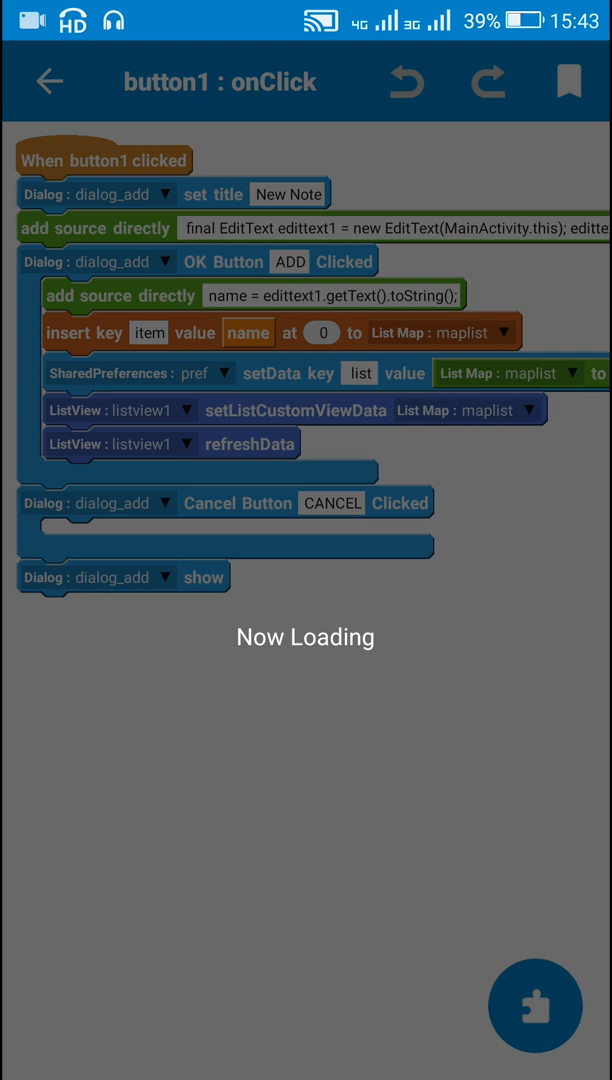 HD 4G 3G 39% 15:43
button1 : onClick
When button1 clicked
Dialog : dialog_add ▼ set title New Note
add source directly final EditText edittext1 = new EditText(MainActivity.this); editte
Dialog : dialog_add ▼ OK Button ADD Clicked
add source directly name = edittext1.getText().toString();
insert key item value name at 0 to List Map : maplist ▼
SharedPreferences : pref ▼ setData key list value List Map : maplist ▼ to
ListView : listview1 ▼ setListCustomViewData List Map : maplist ▼
ListView : listview1 ▼ refreshData
Dialog : dialog_add ▼ Cancel Button CANCEL Clicked
Dialog : dialog_add ▼ show
Now Loading